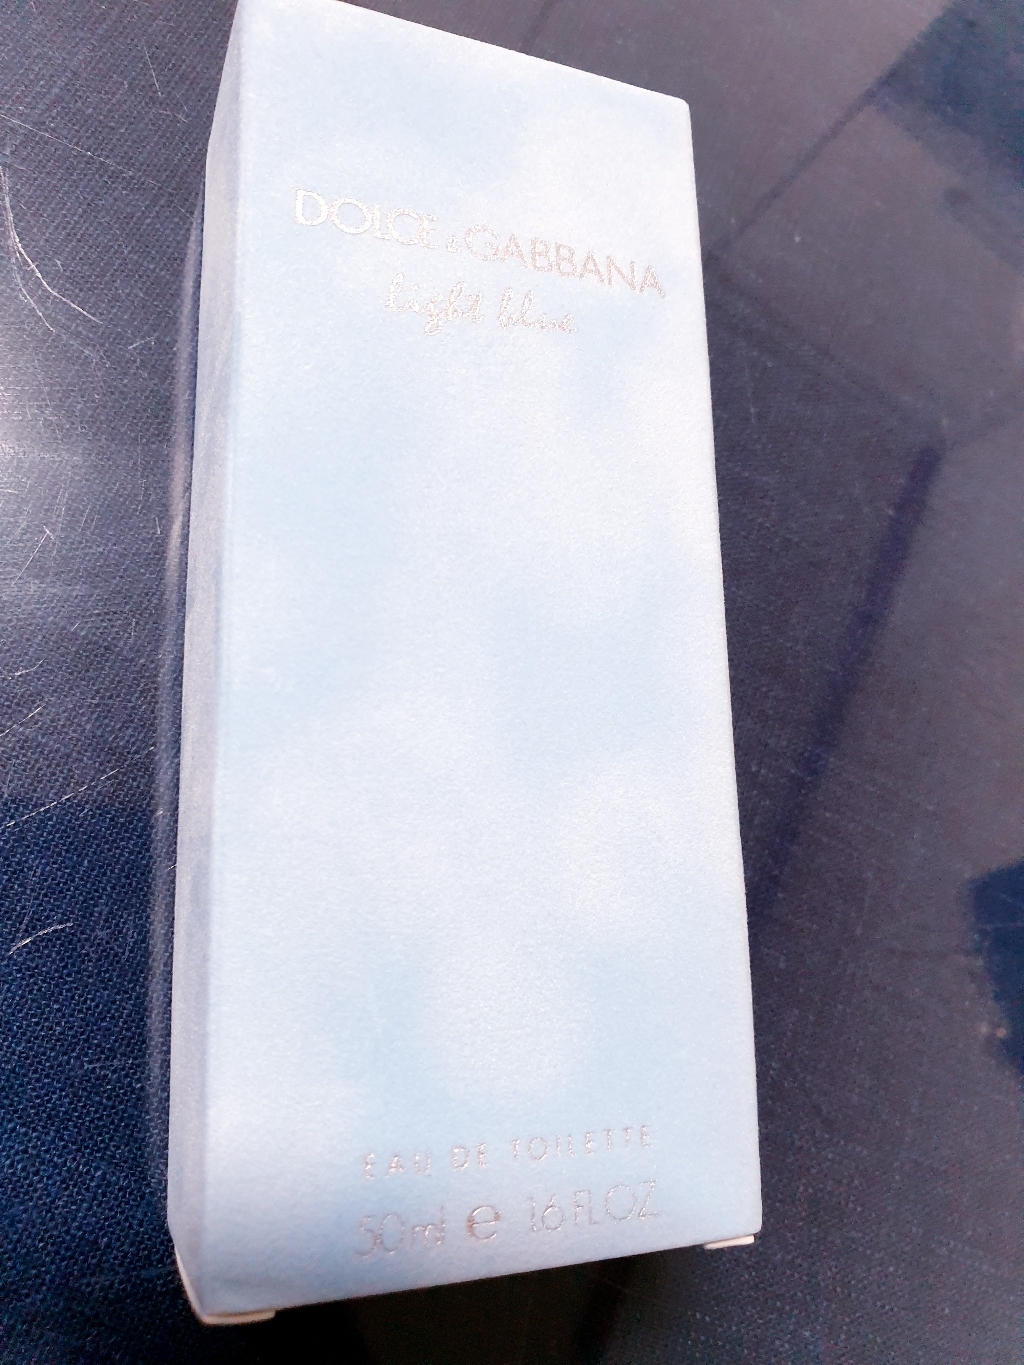 DOLCE & GABBANA
light blue
EAU DE TOILETTE
50ml e 1.6 FL.OZ